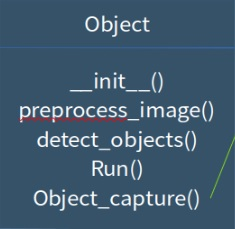 Object
__init__()
preprocess_image()
detect_objects()
Run()
Object_capture()